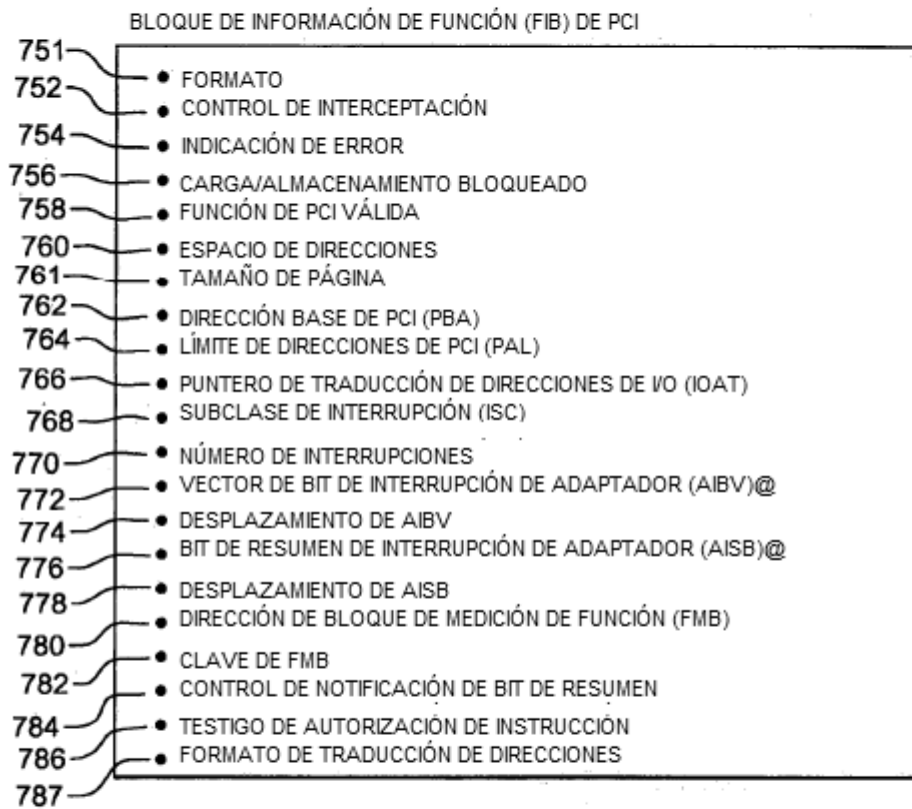 BLOQUE DE INFORMACIÓN DE FUNCIÓN (FIB) DE PCI
751 ● FORMATO
752 ● CONTROL DE INTERCEPTACIÓN
754 ● INDICACIÓN DE ERROR
756 ● CARGA/ALMACENAMIENTO BLOQUEADO
758 ● FUNCIÓN DE PCI VÁLIDA
760 ● ESPACIO DE DIRECCIONES
761 ● TAMAÑO DE PÁGINA
762 ● DIRECCIÓN BASE DE PCI (PBA)
764 ● LÍMITE DE DIRECCIONES DE PCI (PAL)
766 ● PUNTERO DE TRADUCCIÓN DE DIRECCIONES DE I/O (IOAT)
768 ● SUBCLASE DE INTERRUPCIÓN (ISC)
770 ● NÚMERO DE INTERRUPCIONES
772 ● VECTOR DE BIT DE INTERRUPCIÓN DE ADAPTADOR (AIBV)@
774 ● DESPLAZAMIENTO DE AIBV
776 ● BIT DE RESUMEN DE INTERRUPCIÓN DE ADAPTADOR (AISB)@
778 ● DESPLAZAMIENTO DE AISB
780 ● DIRECCIÓN DE BLOQUE DE MEDICIÓN DE FUNCIÓN (FMB)
782 ● CLAVE DE FMB
784 ● CONTROL DE NOTIFICACIÓN DE BIT DE RESUMEN
786 ● TESTIGO DE AUTORIZACIÓN DE INSTRUCCIÓN
787 ● FORMATO DE TRADUCCIÓN DE DIRECCIONES